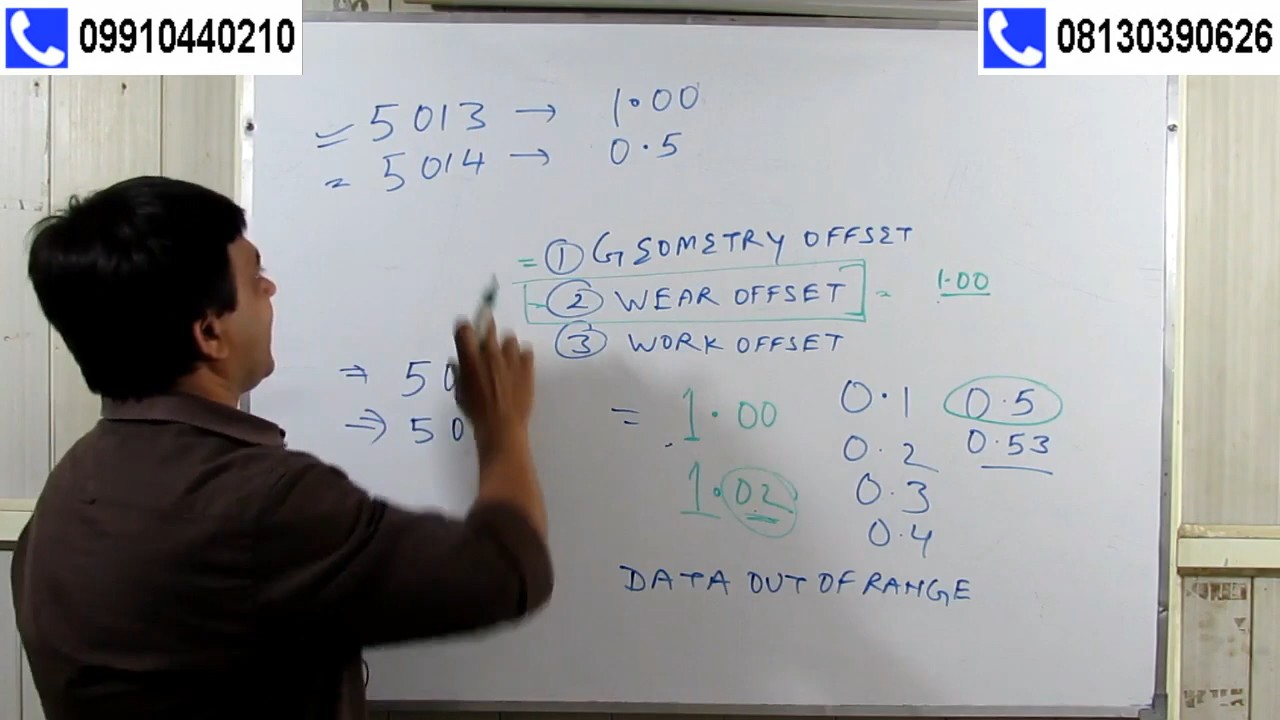 09910440210
08130390626
= 5013 → 1.00
= 5014 → 0.5
= ① GEOMETRY OFFSET
- ② WEAR OFFSET = 1.00
③ WORK OFFSET
⇒ 50
⇒ 50
= 1.00
1.02
0.1 0.5
0.2 0.53
0.3
0.4
DATA OUT OF RANGE